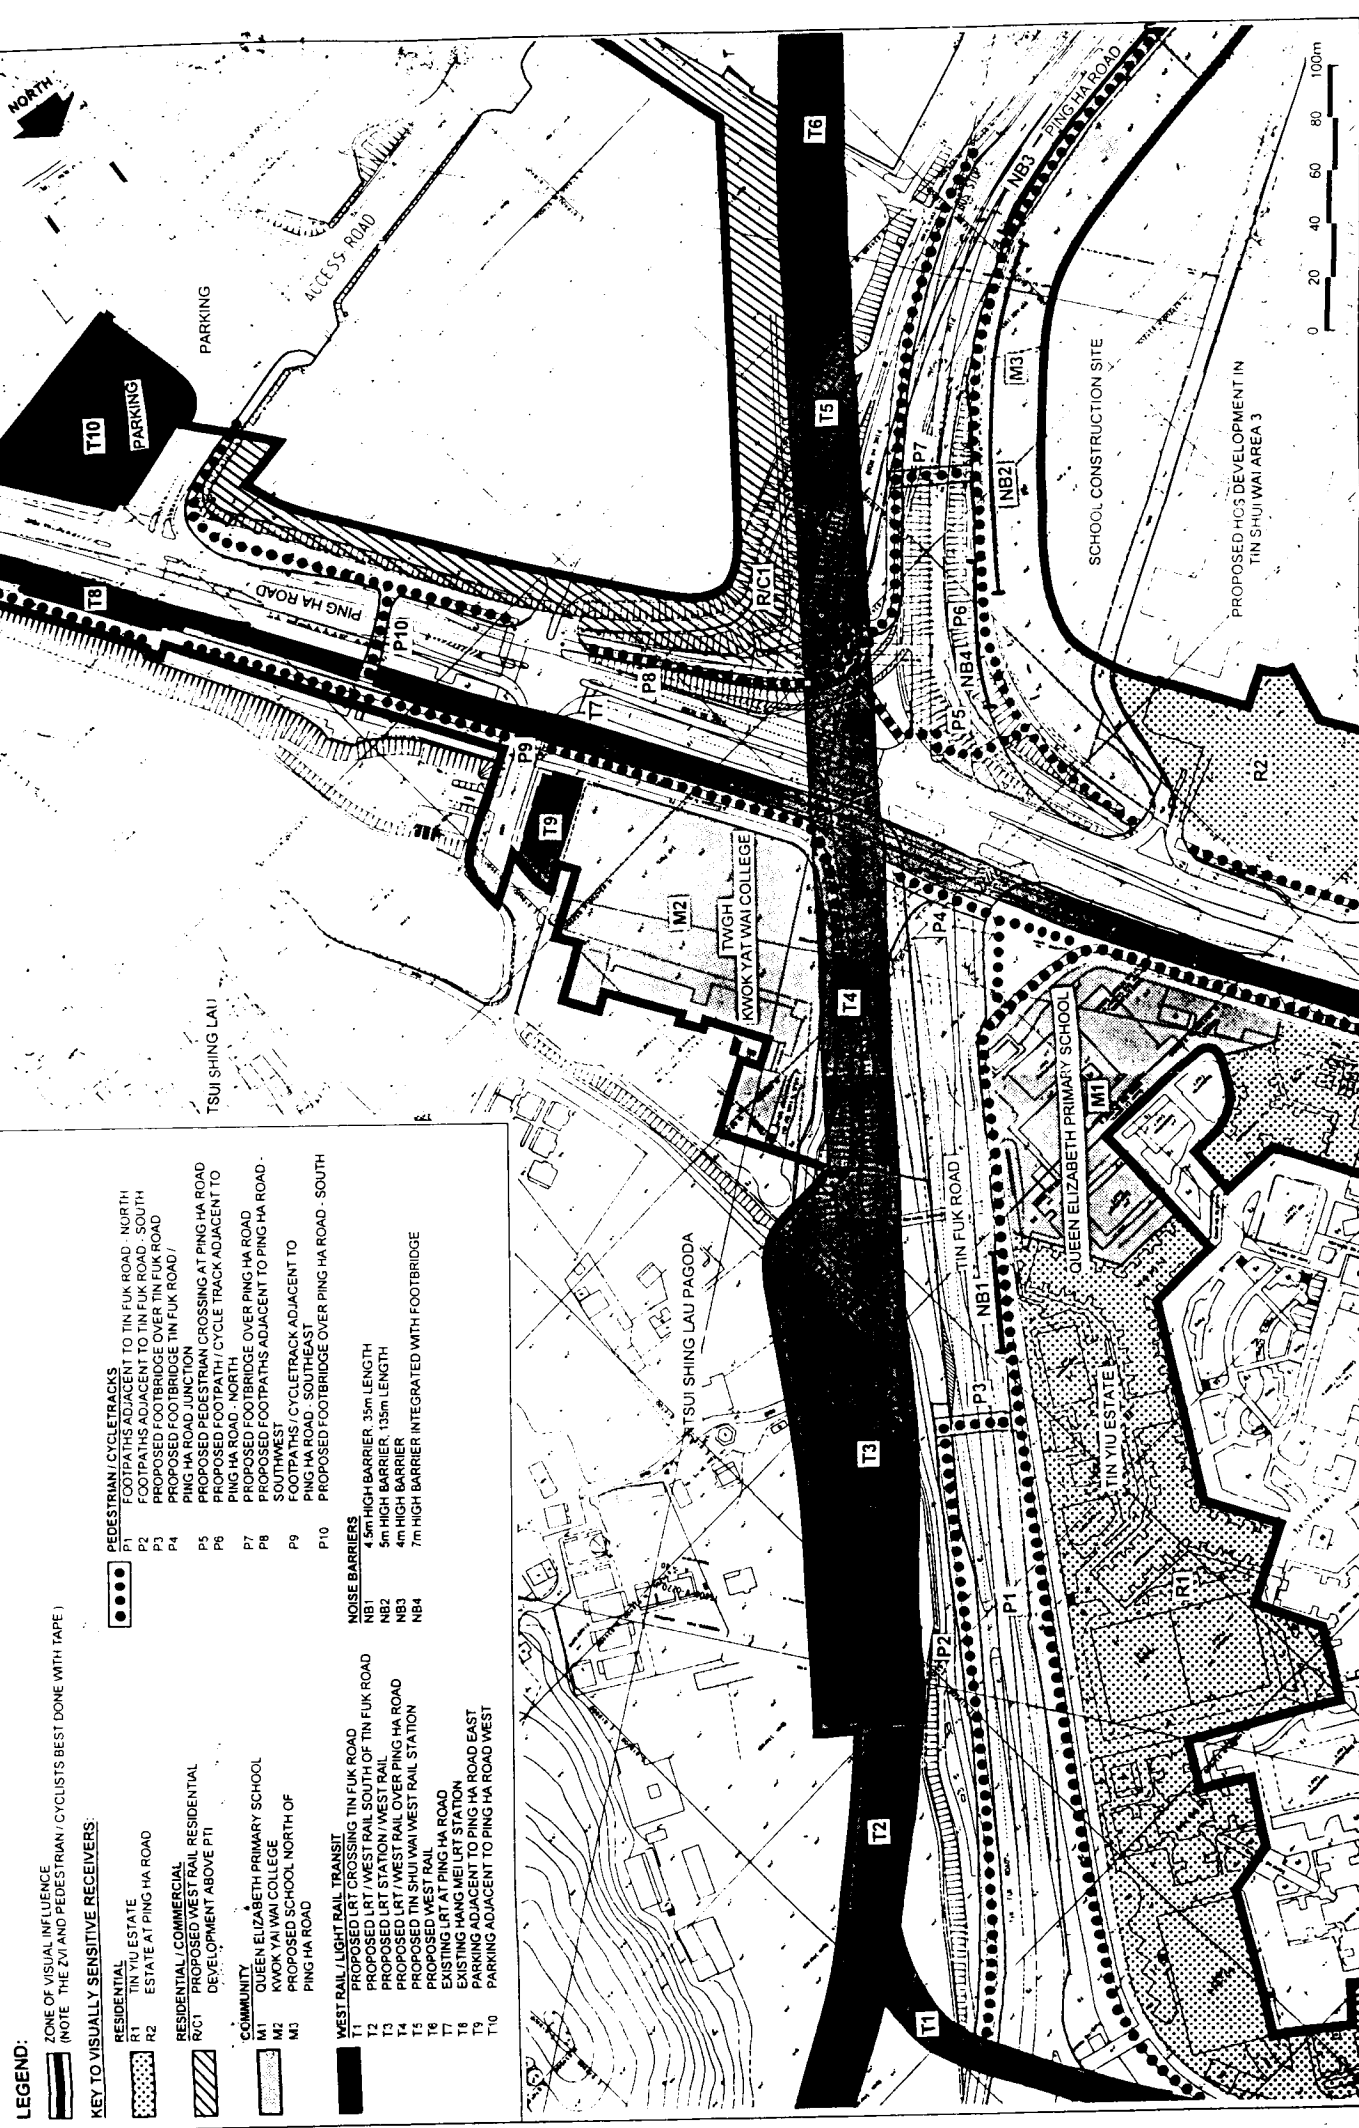 LEGEND:
ZONE OF VISUAL INFLUENCE
(NOTE THE ZVI AND PEDESTRIAN / CYCLISTS BEST DONE WITH TAPE )
KEY TO VISUALLY SENSITIVE RECEIVERS:
RESIDENTIAL
R1 TIN YIU ESTATE
R2 ESTATE AT PING HA ROAD
RESIDENTIAL / COMMERCIAL
R/C1 PROPOSED WEST RAIL RESIDENTIAL
DEVELOPMENT ABOVE PTI
COMMUNITY
M1 QUEEN ELIZABETH PRIMARY SCHOOL
M2 KWOK YAT WAI COLLEGE
M3 PROPOSED SCHOOL NORTH OF
PING HA ROAD
WEST RAIL / LIGHT RAIL TRANSIT
T1 PROPOSED LRT CROSSING TIN FUK ROAD
T2 PROPOSED LRT / WEST RAIL SOUTH OF TIN FUK ROAD
T3 PROPOSED LRT STATION / WEST RAIL
T4 PROPOSED LRT / WEST RAIL OVER PING HA ROAD
T5 PROPOSED TIN SHUI WAI WEST RAIL STATION
T6 PROPOSED WEST RAIL
T7 EXISTING LRT AT PING HA ROAD
T8 EXISTING HANG MEI LRT STATION
T9 PARKING ADJACENT TO PING HA ROAD EAST
T10 PARKING ADJACENT TO PING HA ROAD WEST
PEDESTRIAN / CYCLETRACKS
P1 FOOTPATHS ADJACENT TO TIN FUK ROAD - NORTH
P2 FOOTPATHS ADJACENT TO TIN FUK ROAD - SOUTH
P3 PROPOSED FOOTBRIDGE OVER TIN FUK ROAD
P4 PROPOSED FOOTBRIDGE TIN FUK ROAD /
PING HA ROAD JUNCTION
P5 PROPOSED PEDESTRIAN CROSSING AT PING HA ROAD
P6 PROPOSED FOOTPATH / CYCLE TRACK ADJACENT TO
PING HA ROAD - NORTH
P7 PROPOSED FOOTBRIDGE OVER PING HA ROAD
P8 PROPOSED FOOTPATHS ADJACENT TO PING HA ROAD -
SOUTHWEST
P9 FOOTPATHS / CYCLETRACK ADJACENT TO
PING HA ROAD - SOUTHEAST
P10 PROPOSED FOOTBRIDGE OVER PING HA ROAD - SOUTH
NOISE BARRIERS
NB1 4.5m HIGH BARRIER, 35m LENGTH
NB2 5m HIGH BARRIER, 135m LENGTH
NB3 4m HIGH BARRIER
NB4 7m HIGH BARRIER INTEGRATED WITH FOOTBRIDGE
NORTH
T10
PARKING
PARKING
ACCESS ROAD
T8
PING HA ROAD
P10
T7
P8
R/C1
P9
T9
M2
TWGH
KWOK YAT WAI COLLEGE
TSUI SHING LAU
TSUI SHING LAU PAGODA
T6
T5
T4
T3
T2
T1
BUS STOP
NB3
PING HA ROAD
P7
NB2
M3
P6
NB4
P5
SCHOOL CONSTRUCTION SITE
PROPOSED HOS DEVELOPMENT IN
TIN SHUI WAI AREA 3
R2
P4
QUEEN ELIZABETH PRIMARY SCHOOL
M1
TIN FUK ROAD
NB1
P3
TIN YIU ESTATE
P2
P1
R1
0 20 40 60 80 100m